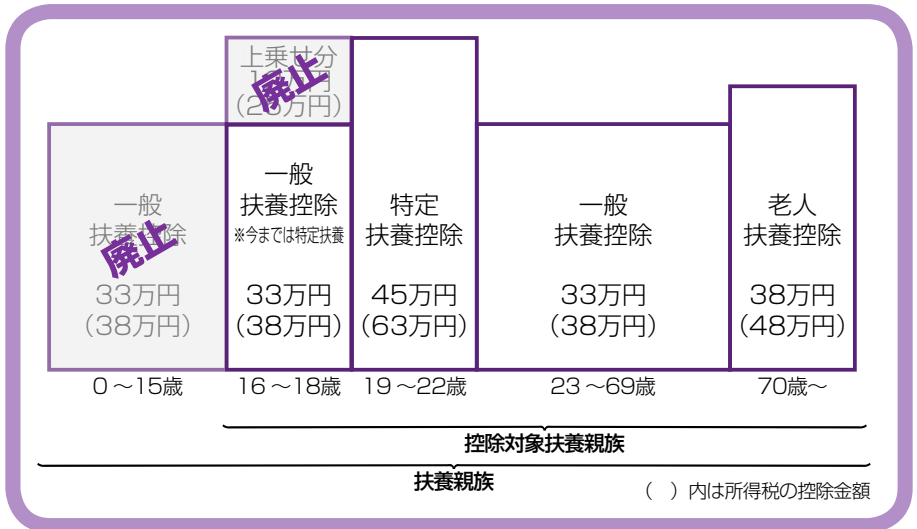 上乗せ分
12万円
(25万円)
廃止
一般
扶養控除
廃止
33万円
(38万円)
0～15歳
一般
扶養控除
※今までは特定扶養
33万円
(38万円)
16～18歳
特定
扶養控除
45万円
(63万円)
19～22歳
一般
扶養控除
33万円
(38万円)
23～69歳
老人
扶養控除
38万円
(48万円)
70歳～
控除対象扶養親族
扶養親族
（　）内は所得税の控除金額